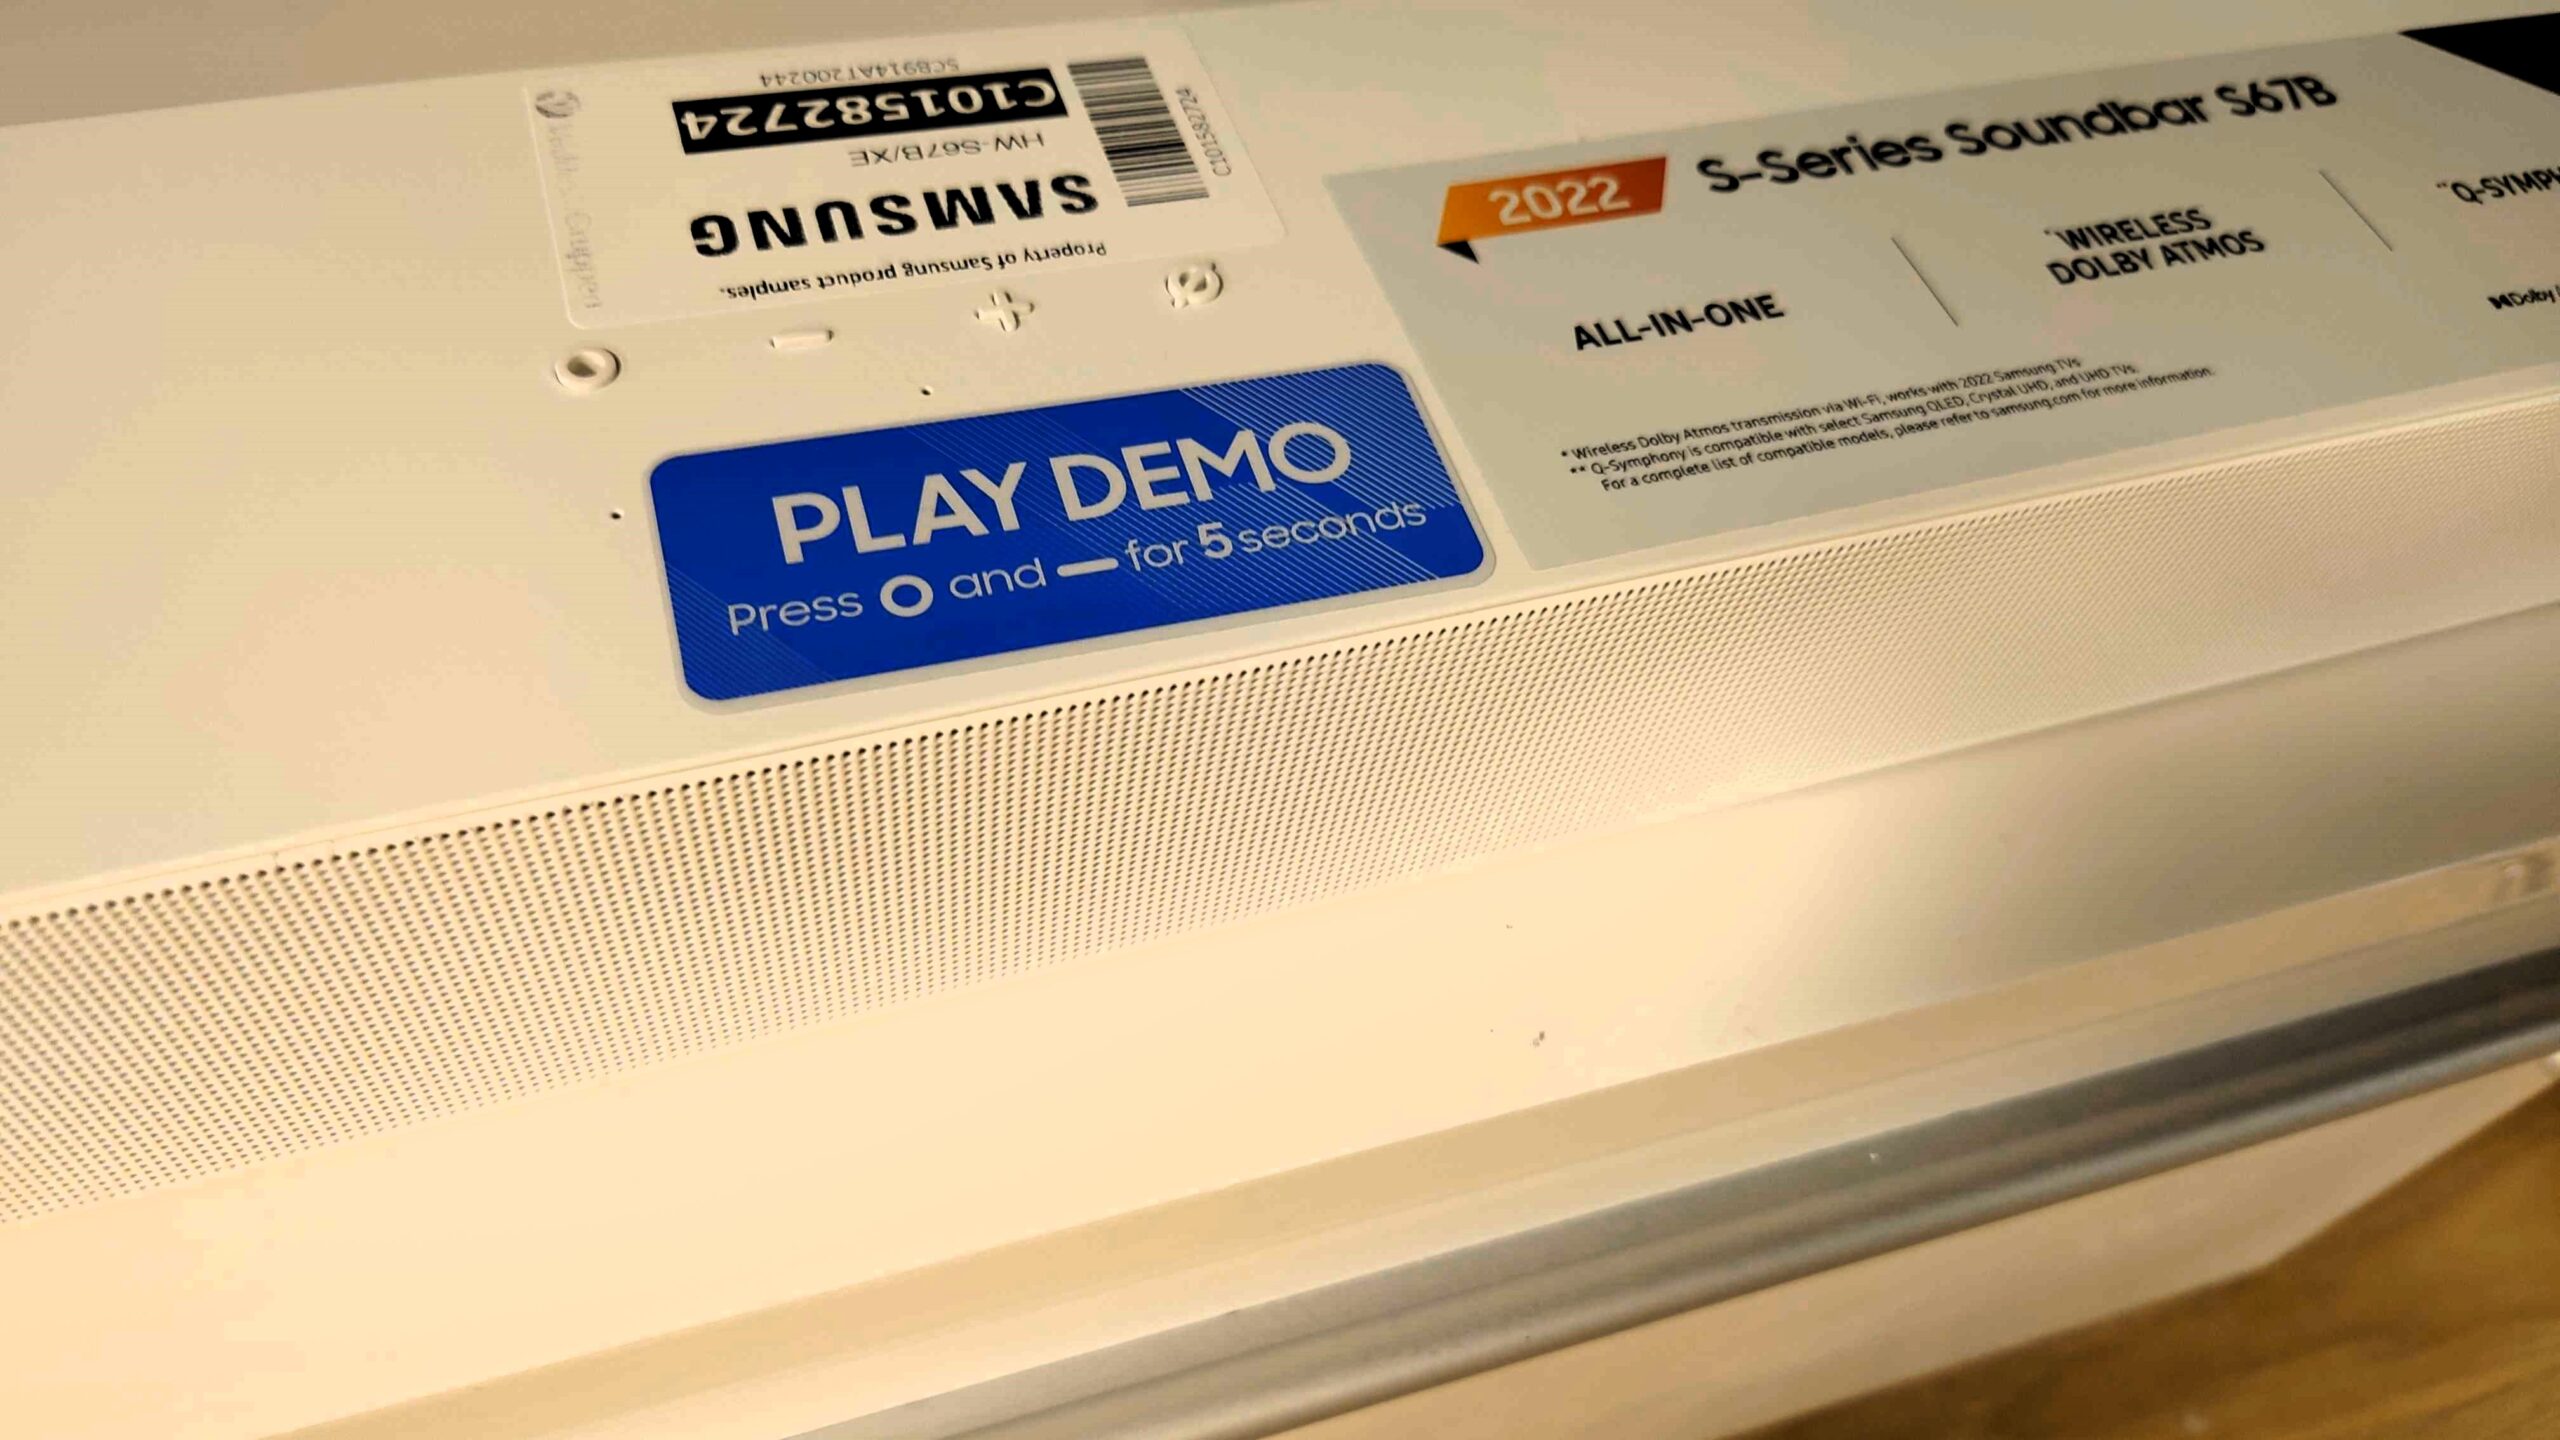 Property of Samsung product samples.
SAMSUNG
HW-S67B/XE
C101582724
SCB914AT200244
C101582724
2022
S-Series Soundbar S67B
ALL-IN-ONE
*WIRELESS
DOLBY ATMOS
**Q-SYMPH
Dolby
* Wireless Dolby Atmos transmission via Wi-Fi, works with 2022 Samsung TVs
** Q-Symphony is compatible with select Samsung QLED, Crystal UHD, and UHD TVs.
For a complete list of compatible models, please refer to samsung.com for more information.
PLAY DEMO
Press O and — for 5 seconds